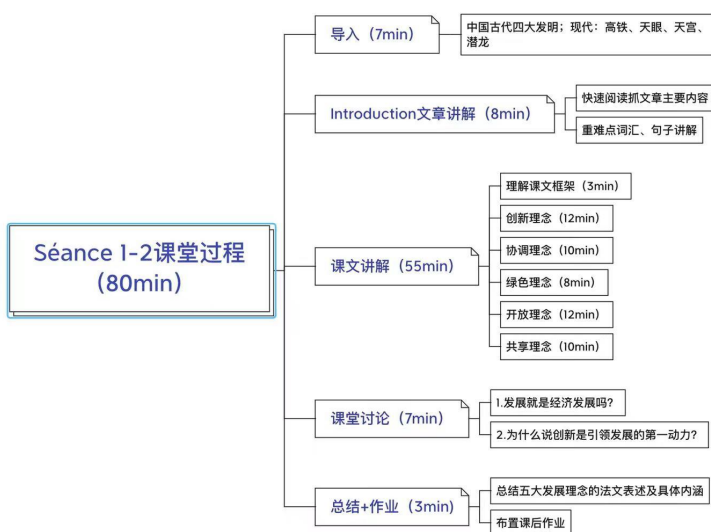 导入（7min）
中国古代四大发明；现代：高铁、天眼、天宫、
潜龙
Introduction文章讲解（8min）
快速阅读抓文章主要内容
重难点词汇、句子讲解
Séance 1-2课堂过程
（80min）
课文讲解（55min）
理解课文框架（3min）
创新理念（12min）
协调理念（10min）
绿色理念（8min）
开放理念（12min）
共享理念（10min）
课堂讨论（7min）
1.发展就是经济发展吗？
2.为什么说创新是引领发展的第一动力？
总结+作业（3min）
总结五大发展理念的法文表述及具体内涵
布置课后作业